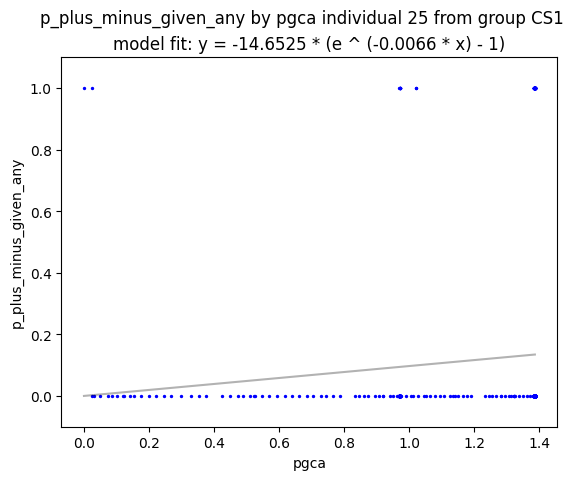 p_plus_minus_given_any by pgca individual 25 from group CS1
model fit: y = -14.6525 * (e ^ (-0.0066 * x) - 1)
1.0
0.8
0.6
0.4
0.2
0.0
p_plus_minus_given_any
0.0 0.2 0.4 0.6 0.8 1.0 1.2 1.4
pgca